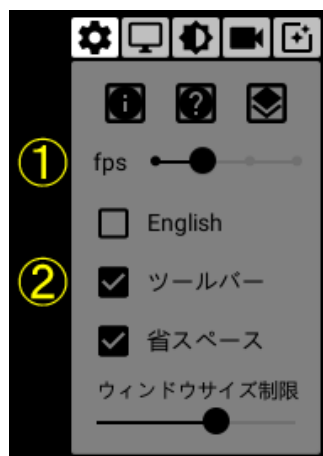 ① fps
English
② ツールバー
省スペース
ウィンドウサイズ制限